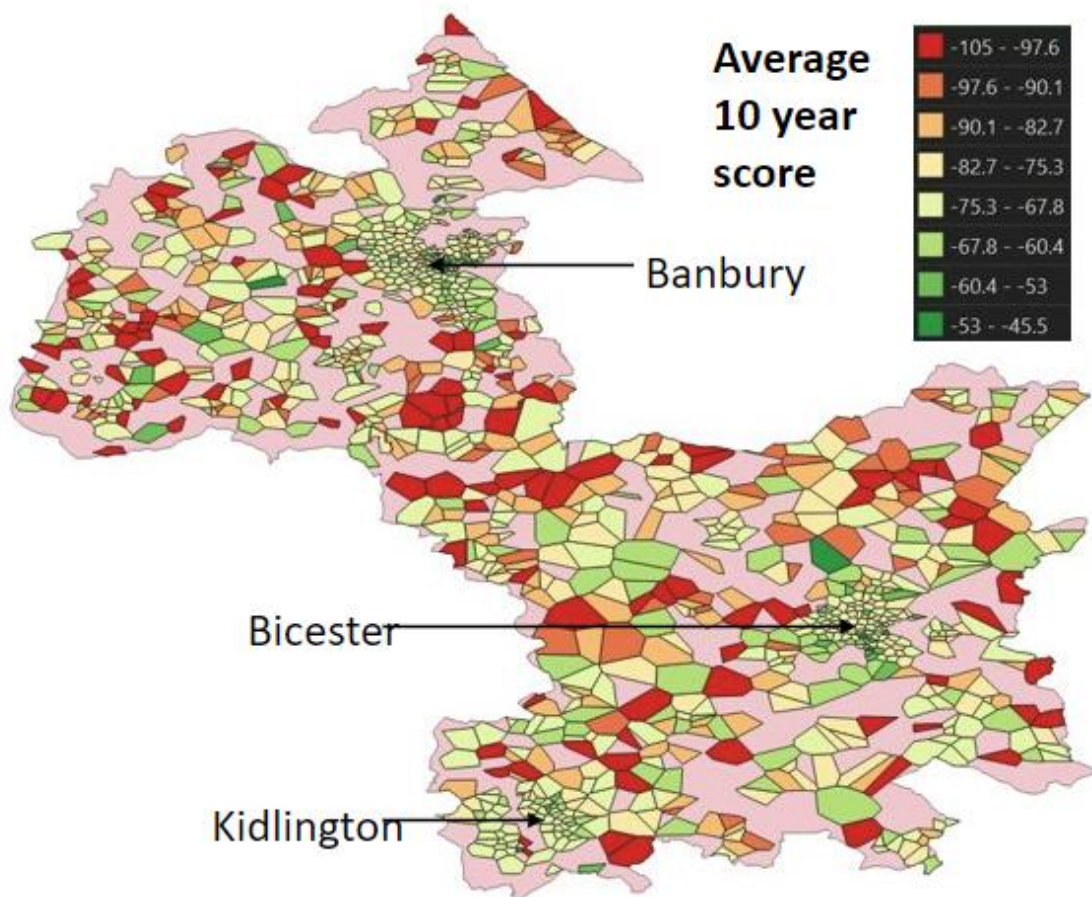 Average
10 year
score
-105 - -97.6
-97.6 - -90.1
-90.1 - -82.7
-82.7 - -75.3
-75.3 - -67.8
-67.8 - -60.4
-60.4 - -53
-53 - -45.5
Banbury
Bicester
Kidlington